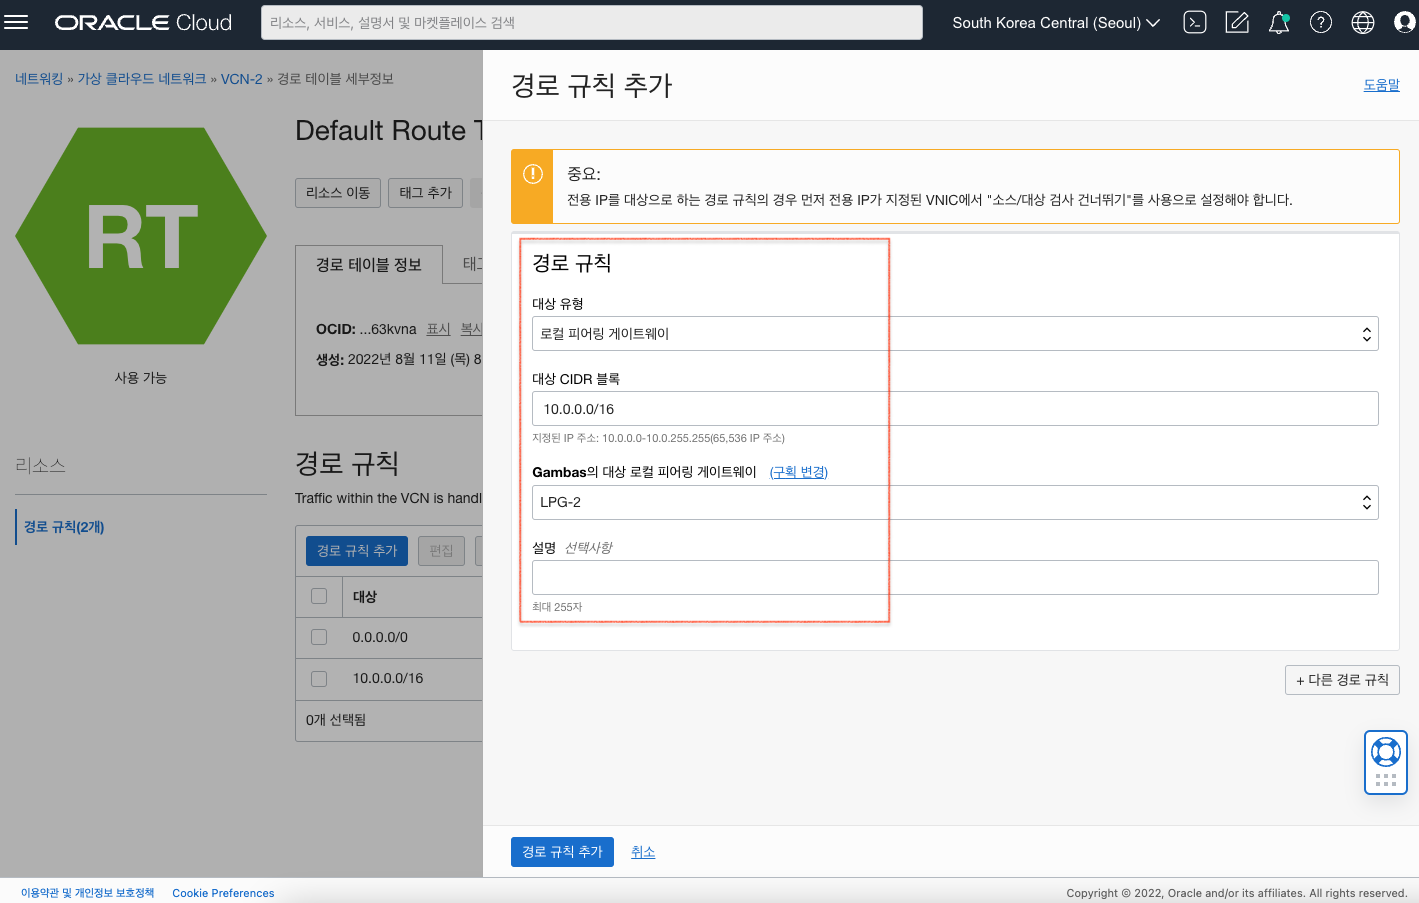 ORACLE Cloud
리소스, 서비스, 설명서 및 마켓플레이스 검색
South Korea Central (Seoul)
네트워킹 » 가상 클라우드 네트워크 » VCN-2 » 경로 테이블 세부정보
RT
사용 가능
Default Route
리소스 이동
태그 추가
경로 테이블 정보
OCID: ...63kvna 표시
생성: 2022년 8월 11일 (목) 8
리소스
경로 규칙(2개)
경로 규칙
Traffic within the VCN is handl
경로 규칙 추가
편집
대상
0.0.0.0/0
10.0.0.0/16
0개 선택됨
경로 규칙 추가
도움말
중요:
전용 IP를 대상으로 하는 경로 규칙의 경우 먼저 전용 IP가 지정된 VNIC에서 "소스/대상 검사 건너뛰기"를 사용으로 설정해야 합니다.
경로 규칙
대상 유형
로컬 피어링 게이트웨이
대상 CIDR 블록
10.0.0.0/16
지정된 IP 주소: 10.0.0.0-10.0.255.255(65,536 IP 주소)
Gambas의 대상 로컬 피어링 게이트웨이 (구획 변경)
LPG-2
설명 선택사항
최대 255자
+ 다른 경로 규칙
경로 규칙 추가
취소
이용약관 및 개인정보 보호정책
Cookie Preferences
Copyright © 2022, Oracle and/or its affiliates. All rights reserved.